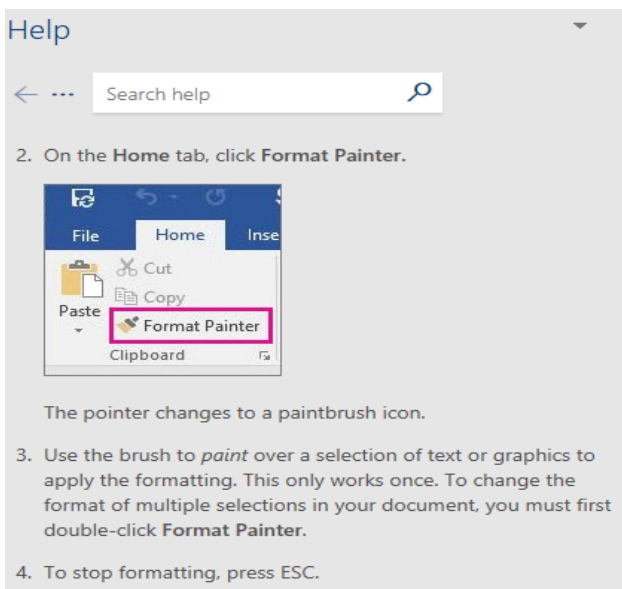 Help
Search help
2. On the Home tab, click Format Painter.
File Home Inse
Cut
Copy
Paste
Format Painter
Clipboard
The pointer changes to a paintbrush icon.
3. Use the brush to paint over a selection of text or graphics to
apply the formatting. This only works once. To change the
format of multiple selections in your document, you must first
double-click Format Painter.
4. To stop formatting, press ESC.